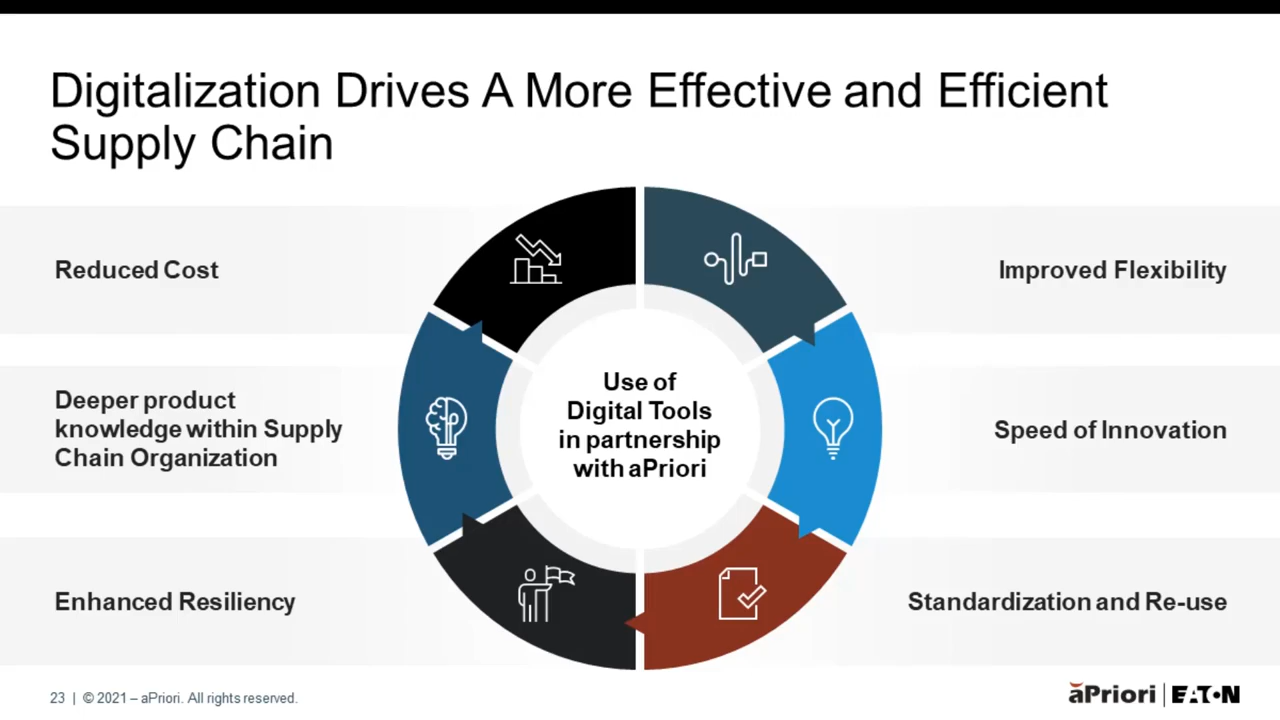 Digitalization Drives A More Effective and Efficient
Supply Chain
Reduced Cost
Improved Flexibility
Use of
Digital Tools
in partnership
with aPriori
Deeper product
knowledge within Supply
Chain Organization
Speed of Innovation
Enhanced Resiliency
Standardization and Re-use
23 | © 2021 – aPriori. All rights reserved.
aPriori | EATON